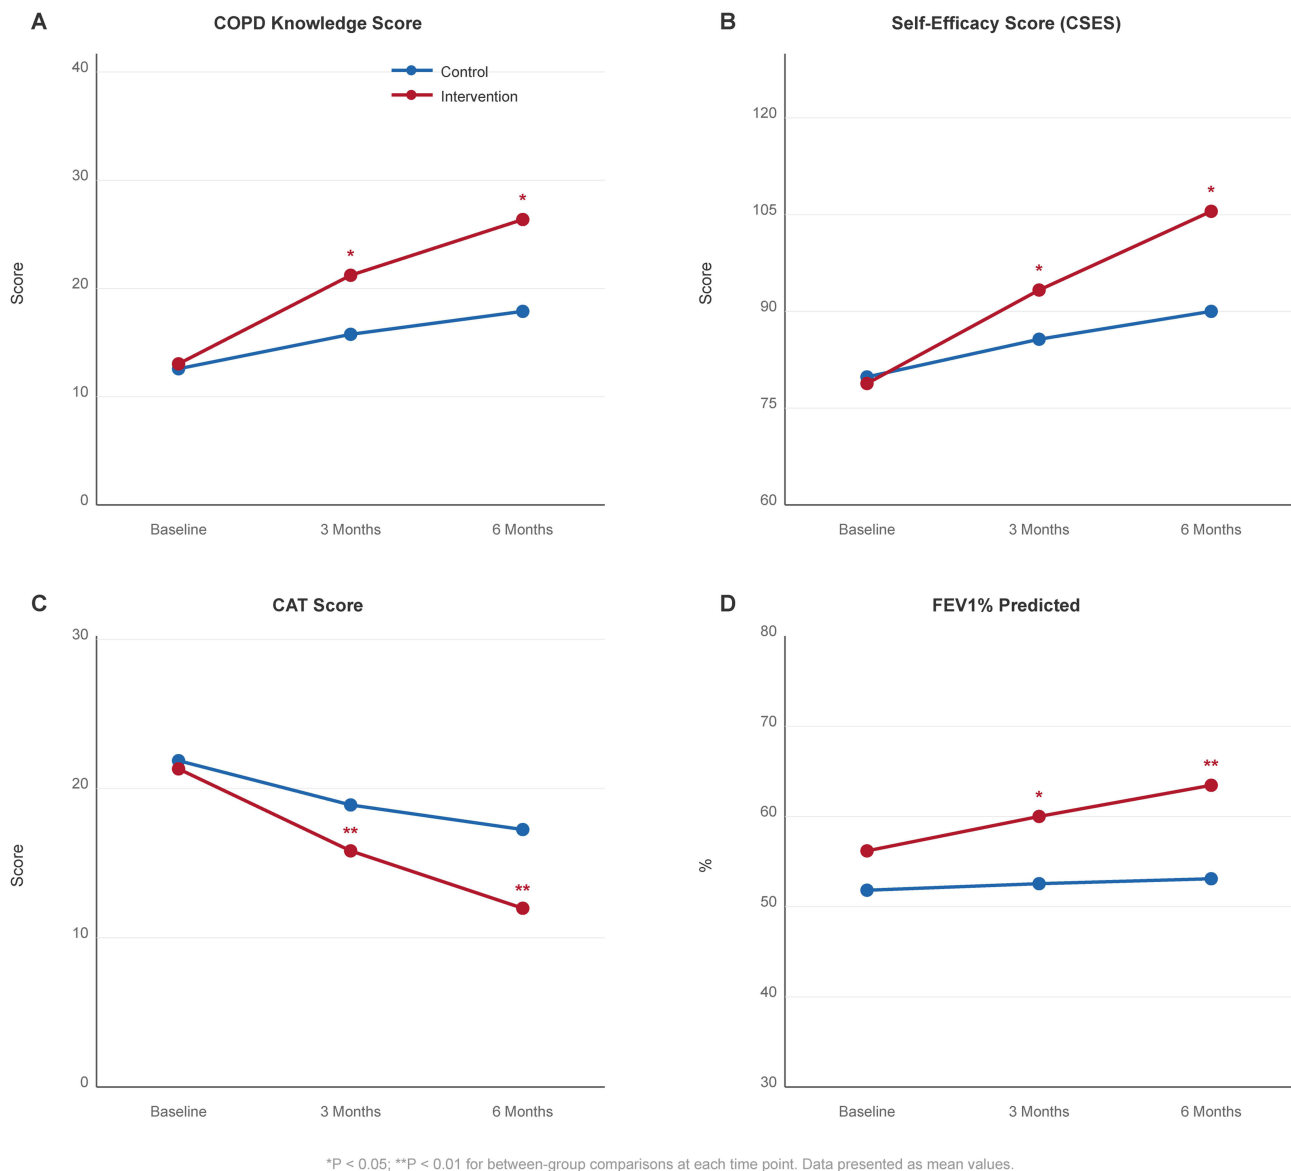 A
COPD Knowledge Score
40
30
20
10
0
Score
Control
Intervention
*
*
Baseline
3 Months
6 Months
B
Self-Efficacy Score (CSES)
120
105
90
75
60
Score
*
*
Baseline
3 Months
6 Months
C
CAT Score
30
20
10
0
Score
**
**
Baseline
3 Months
6 Months
D
FEV1% Predicted
80
70
60
50
40
30
%
*
**
Baseline
3 Months
6 Months
*P < 0.05; **P < 0.01 for between-group comparisons at each time point. Data presented as mean values.